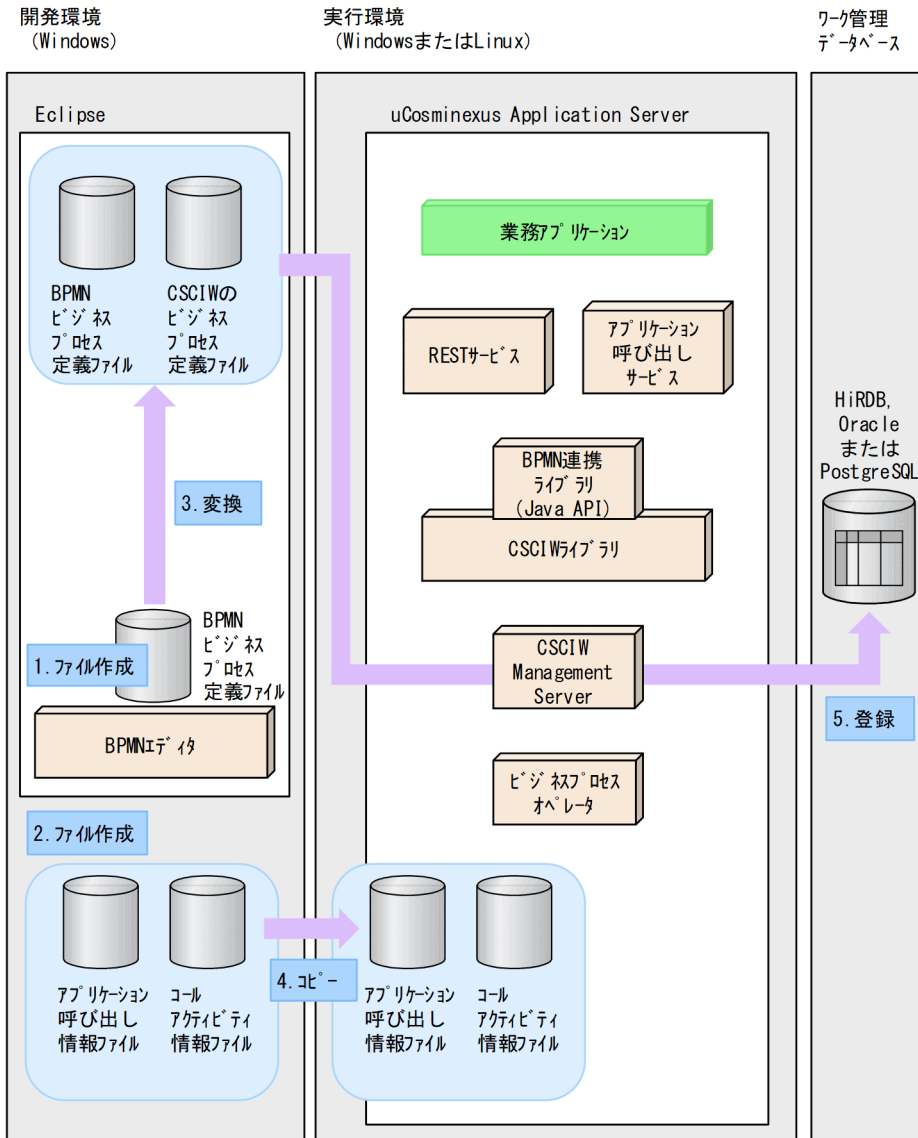 開発環境
(Windows)
実行環境
(WindowsまたはLinux)
ワーク管理
データベース
Eclipse
BPMN
ビジネス
プロセス
定義ファイル
CSCIWの
ビジネス
プロセス
定義ファイル
3.変換
1.ファイル作成
BPMN
ビジネス
プロセス
定義ファイル
BPMNエディタ
2.ファイル作成
アプリケーション
呼び出し
情報ファイル
コール
アクティビティ
情報ファイル
4.コピー
uCosminexus Application Server
業務アプリケーション
RESTサービス
アプリケーション
呼び出し
サービス
BPMN連携
ライブラリ
(Java API)
CSCIWライブラリ
CSCIW
Management
Server
ビジネスプロセス
オペレータ
アプリケーション
呼び出し
情報ファイル
コール
アクティビティ
情報ファイル
HiRDB,
Oracle
または
PostgreSQL
5.登録